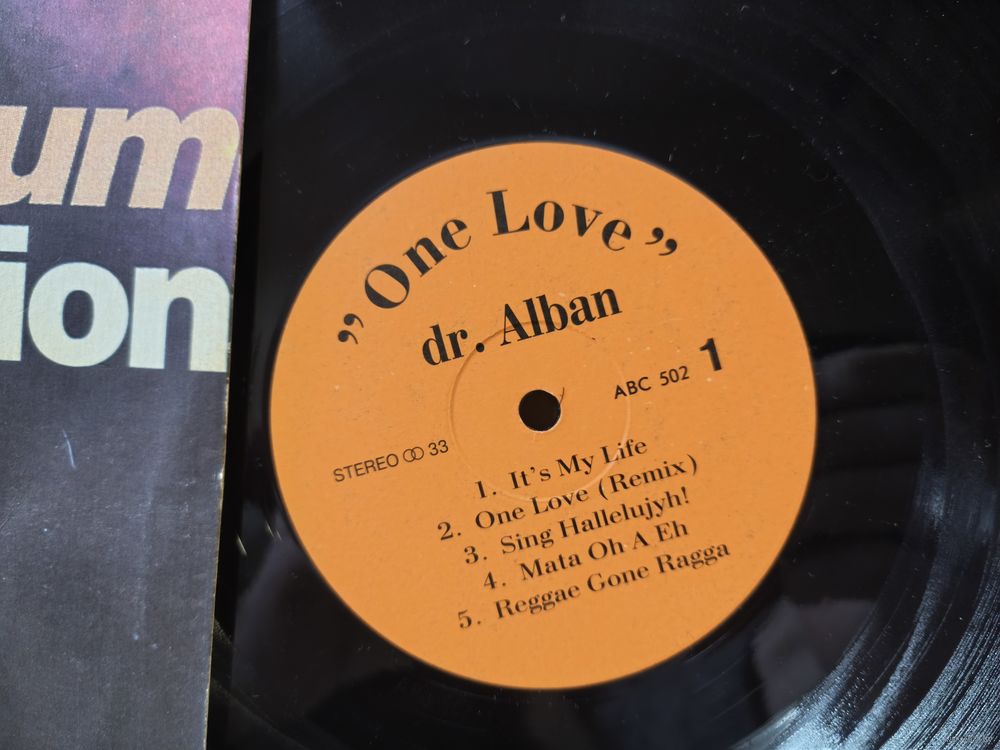 um
ion
”One Love”
dr. Alban
ABC 502 1
STEREO 33
1. It's My Life
2. One Love (Remix)
3. Sing Hallelujyh!
4. Mata Oh A Eh
5. Reggae Gone Ragga